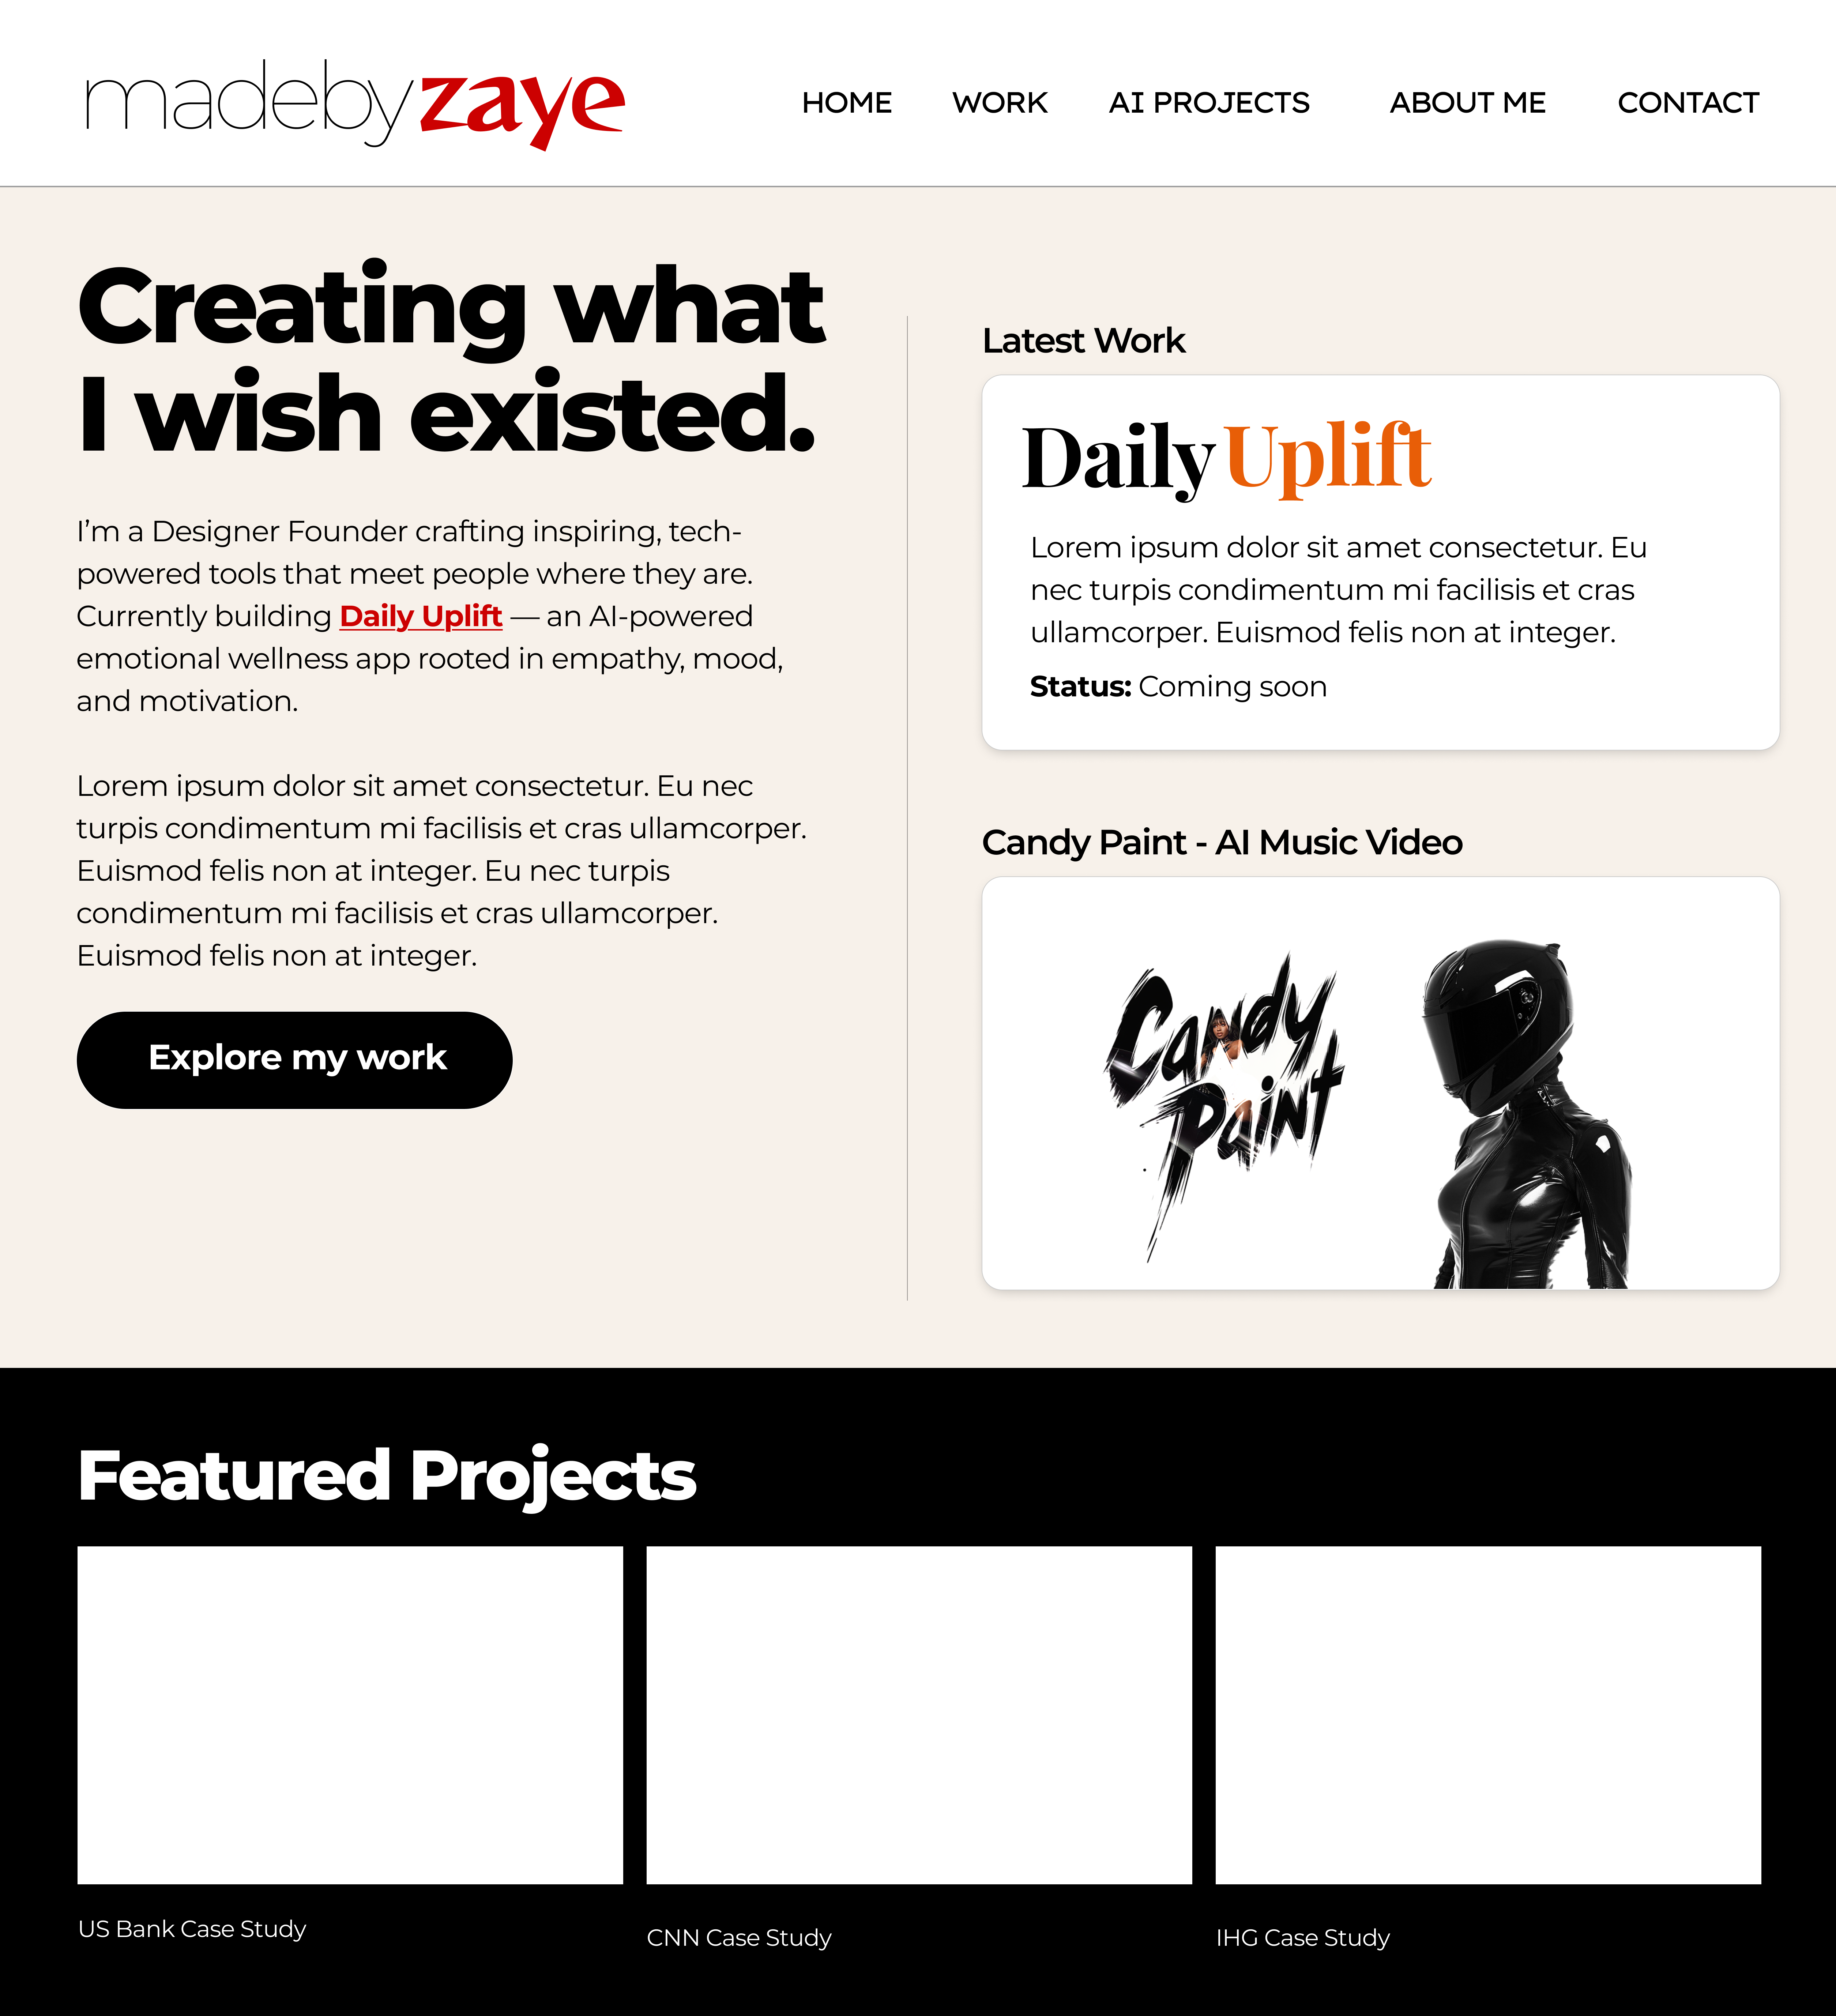 madebyzaye
HOME WORK AI PROJECTS ABOUT ME CONTACT
Creating what
I wish existed.
I’m a Designer Founder crafting inspiring, tech-
powered tools that meet people where they are.
Currently building Daily Uplift — an AI-powered
emotional wellness app rooted in empathy, mood,
and motivation.
Lorem ipsum dolor sit amet consectetur. Eu nec
turpis condimentum mi facilisis et cras ullamcorper.
Euismod felis non at integer. Eu nec turpis
condimentum mi facilisis et cras ullamcorper.
Euismod felis non at integer.
Explore my work
Latest Work
Daily Uplift
Lorem ipsum dolor sit amet consectetur. Eu
nec turpis condimentum mi facilisis et cras
ullamcorper. Euismod felis non at integer.
Status: Coming soon
Candy Paint - AI Music Video
Candy
Paint
Featured Projects
US Bank Case Study
CNN Case Study
IHG Case Study